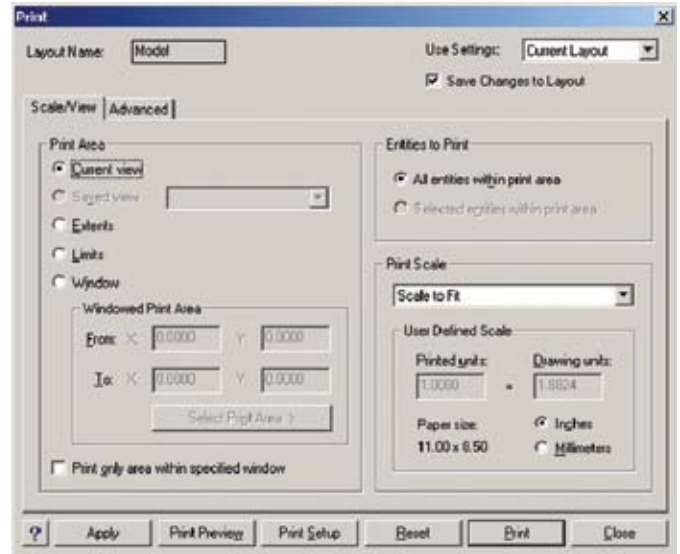 Print
Layout Name: Model
Use Settings: Current Layout
Save Changes to Layout
Scale/View Advanced
Print Area
Current view
Saved view
Extents
Limits
Window
Windowed Print Area
From: X: 0.0000 Y: 0.0000
To: X: 0.0000 Y: 0.0000
Select Print Area >
Print only area within specified window
Entities to Print
All entities within print area
Selected entities within print area
Print Scale
Scale to Fit
User Defined Scale
Printed units: Drawing units:
1.0000 = 1.8824
Paper size: Inches
11.00 x 8.50 Millimeters
? Apply Print Preview Print Setup Reset Print Close